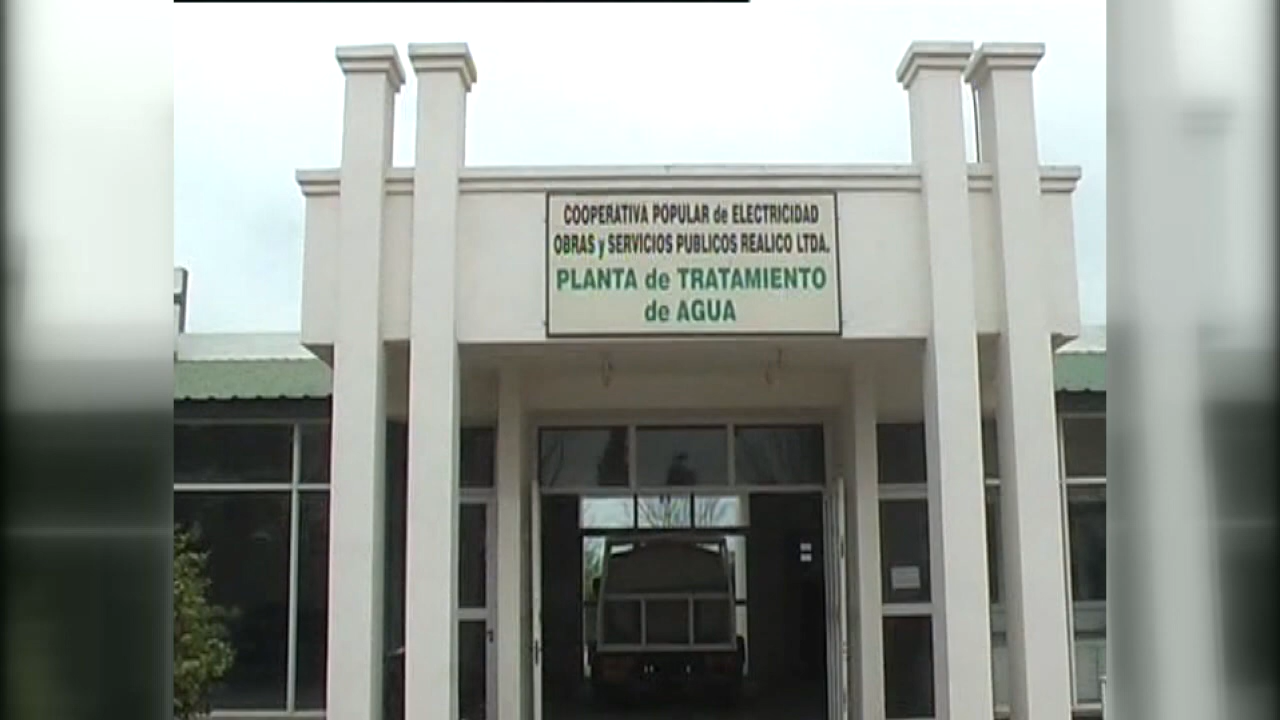 COOPERATIVA POPULAR de ELECTRICIDAD
OBRAS y SERVICIOS PUBLICOS REALICO LTDA.
PLANTA de TRATAMIENTO
de AGUA